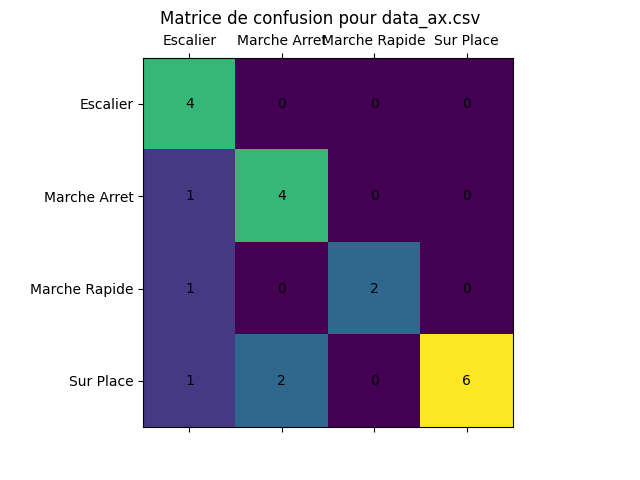 Matrice de confusion pour data_ax.csv
Escalier Marche Arret Marche Rapide Sur Place
Escalier 4 0 0 0
Marche Arret 1 4 0 0
Marche Rapide 1 0 2 0
Sur Place 1 2 0 6